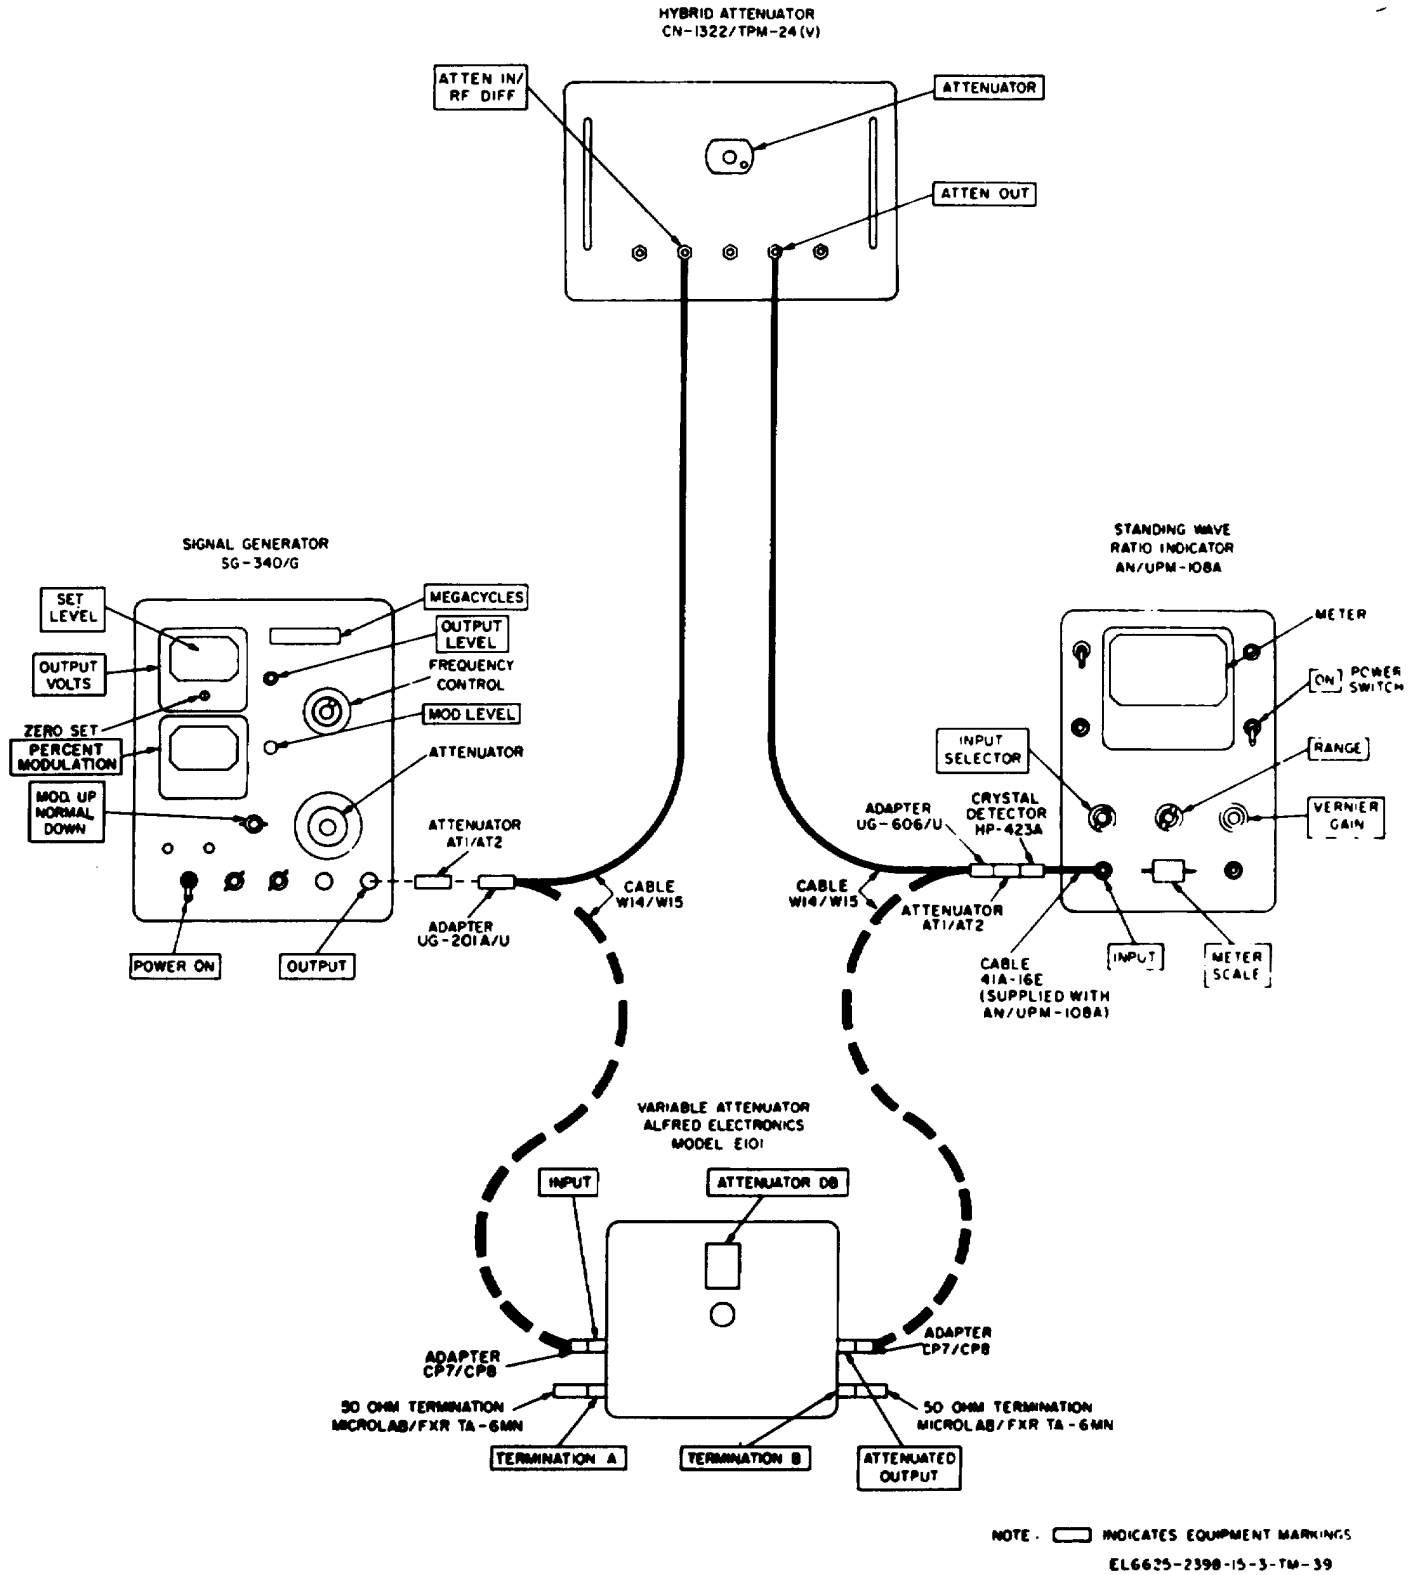 HYBRID ATTENUATOR
CN-1322/TPM-24(V)
ATTEN IN/
RF DIFF
ATTENUATOR
ATTEN OUT
SIGNAL GENERATOR
SG-340/G
SET
LEVEL
OUTPUT
VOLTS
ZERO SET
PERCENT
MODULATION
MOD. UP
NORMAL
DOWN
MEGACYCLES
OUTPUT
LEVEL
FREQUENCY
CONTROL
MOD LEVEL
ATTENUATOR
ATTENUATOR
AT1/AT2
ADAPTER
UG-201A/U
POWER ON
OUTPUT
CABLE
W14/W15
STANDING WAVE
RATIO INDICATOR
AN/UPM-108A
METER
ON
POWER
SWITCH
INPUT
SELECTOR
RANGE
VERNIER
GAIN
ADAPTER
UG-606/U
CRYSTAL
DETECTOR
HP-423A
CABLE
W14/W15
ATTENUATOR
AT1/AT2
CABLE
41A-16E
(SUPPLIED WITH
AN/UPM-108A)
INPUT
METER
SCALE
VARIABLE ATTENUATOR
ALFRED ELECTRONICS
MODEL E101
INPUT
ATTENUATOR DB
ADAPTER
CP7/CP8
ADAPTER
CP7/CP8
50 OHM TERMINATION
MICROLAB/FXR TA-6MN
50 OHM TERMINATION
MICROLAB/FXR TA-6MN
TERMINATION A
TERMINATION B
ATTENUATED
OUTPUT
NOTE. INDICATES EQUIPMENT MARKINGS
EL6625-2398-15-3-TM-39